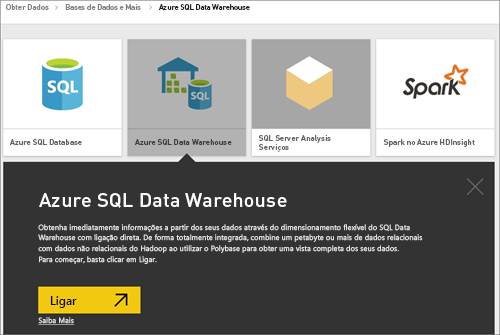 Obter Dados > Bases de Dados e Mais > Azure SQL Data Warehouse
SQL
SQL
Spark
Azure SQL Database
Azure SQL Data Warehouse
SQL Server Analysis
Serviços
Spark no Azure HDInsight
Azure SQL Data Warehouse
Obtenha imediatamente informações a partir dos seus dados através do dimensionamento flexível do SQL Data
Warehouse com ligação direta. De forma totalmente integrada, combine um petabyte ou mais de dados relacionais
com dados não relacionais do Hadoop ao utilizar o Polybase para obter uma vista completa dos seus dados.
Para começar, basta clicar em Ligar.
Ligar
Saiba Mais